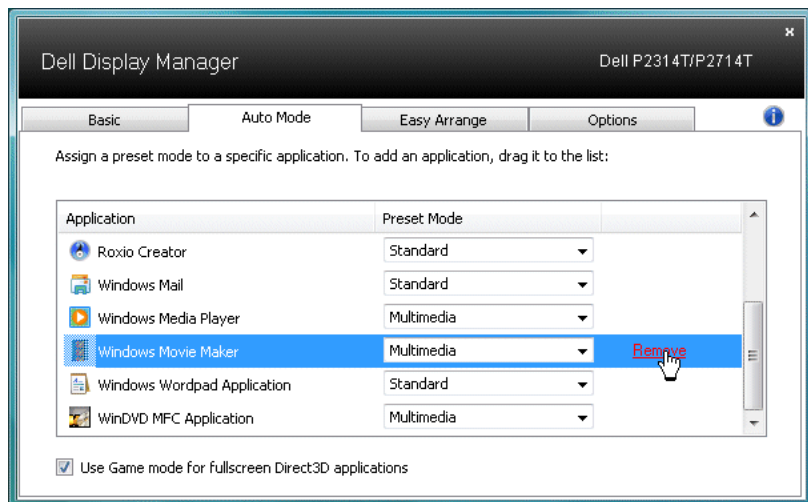 Dell Display Manager
Dell P2314T/P2714T
Basic
Auto Mode
Easy Arrange
Options
Assign a preset mode to a specific application. To add an application, drag it to the list:
Application
Preset Mode
Roxio Creator
Standard
Windows Mail
Standard
Windows Media Player
Multimedia
Windows Movie Maker
Multimedia
Remove
Windows Wordpad Application
Standard
WinDVD MFC Application
Multimedia
Use Game mode for fullscreen Direct3D applications